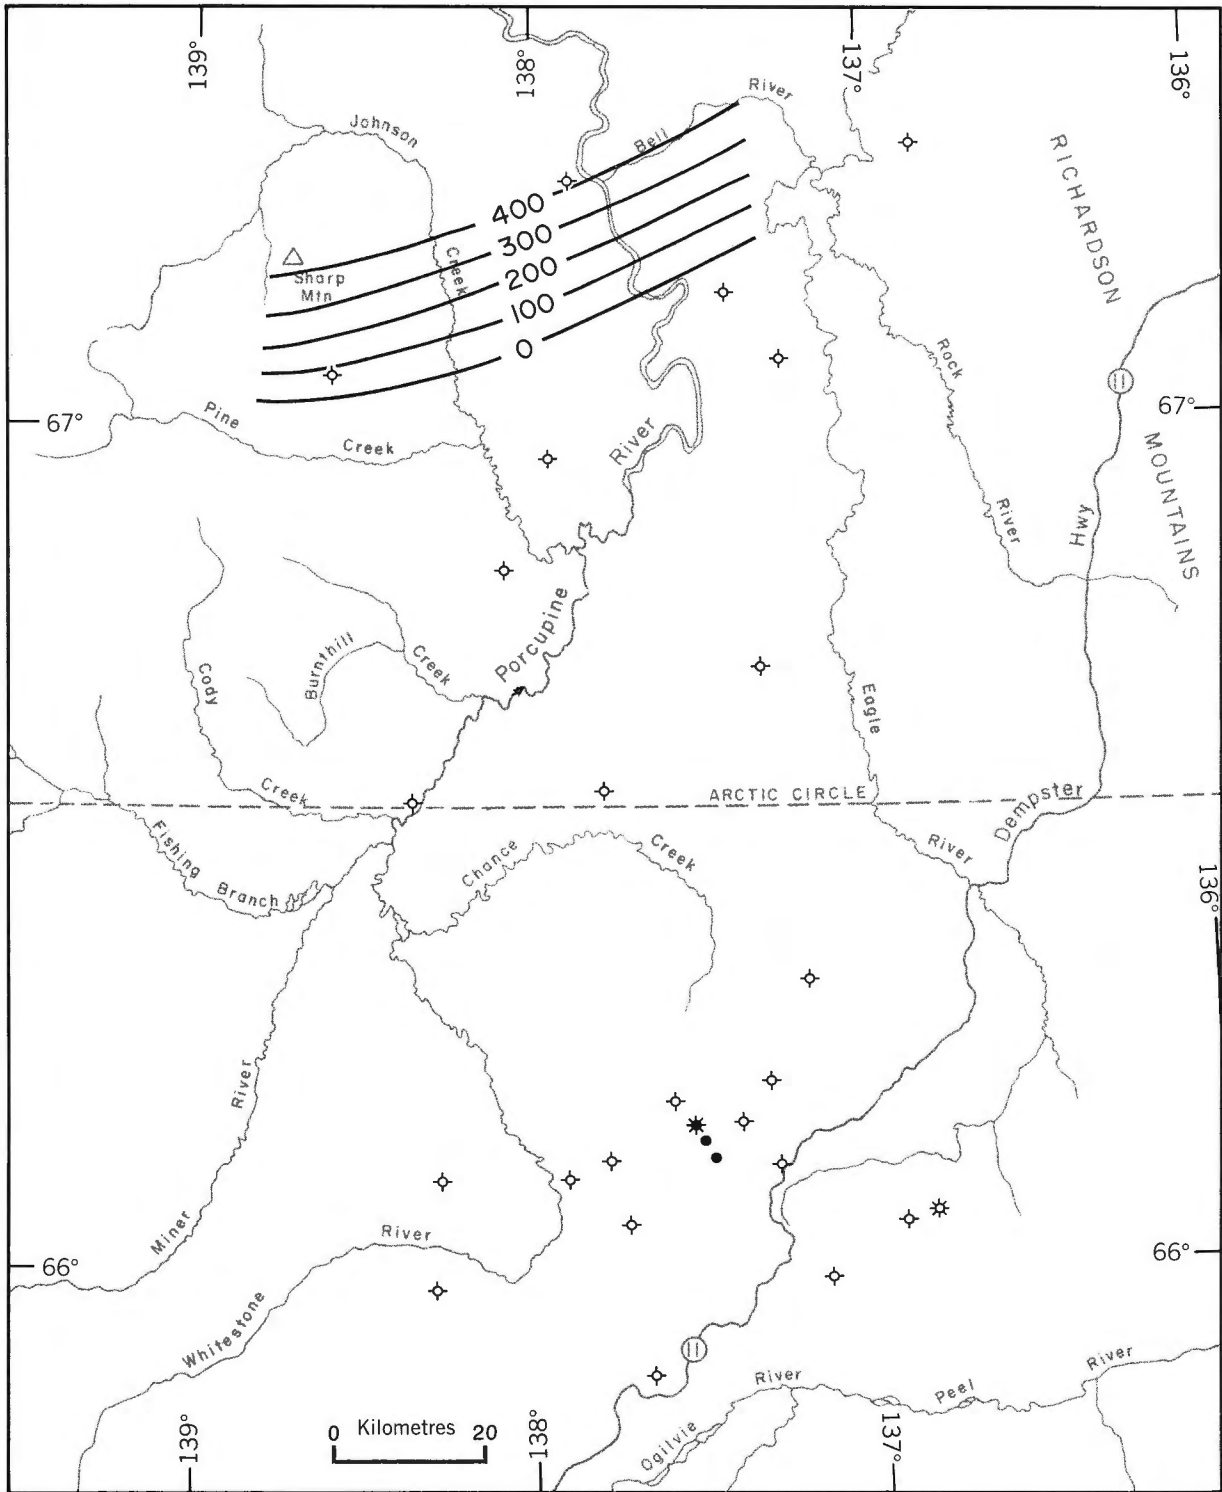 139°
138°
137°
136°
Johnson
Creek
Bell
River
RICHARDSON
MOUNTAINS
400
300
200
100
0
Sharp
Mtn
67°
67°
Pine
Creek
River
Porcupine
Rock
River
Hwy
11
Cody
Creek
Burnthill
Creek
Eagle
River
ARCTIC CIRCLE
Dempster
Fishing
Branch
Chance
Creek
136°
Miner
River
66°
66°
Whitestone
River
11
Ogilvie
River
Peel
River
0 Kilometres 20
139°
138°
137°